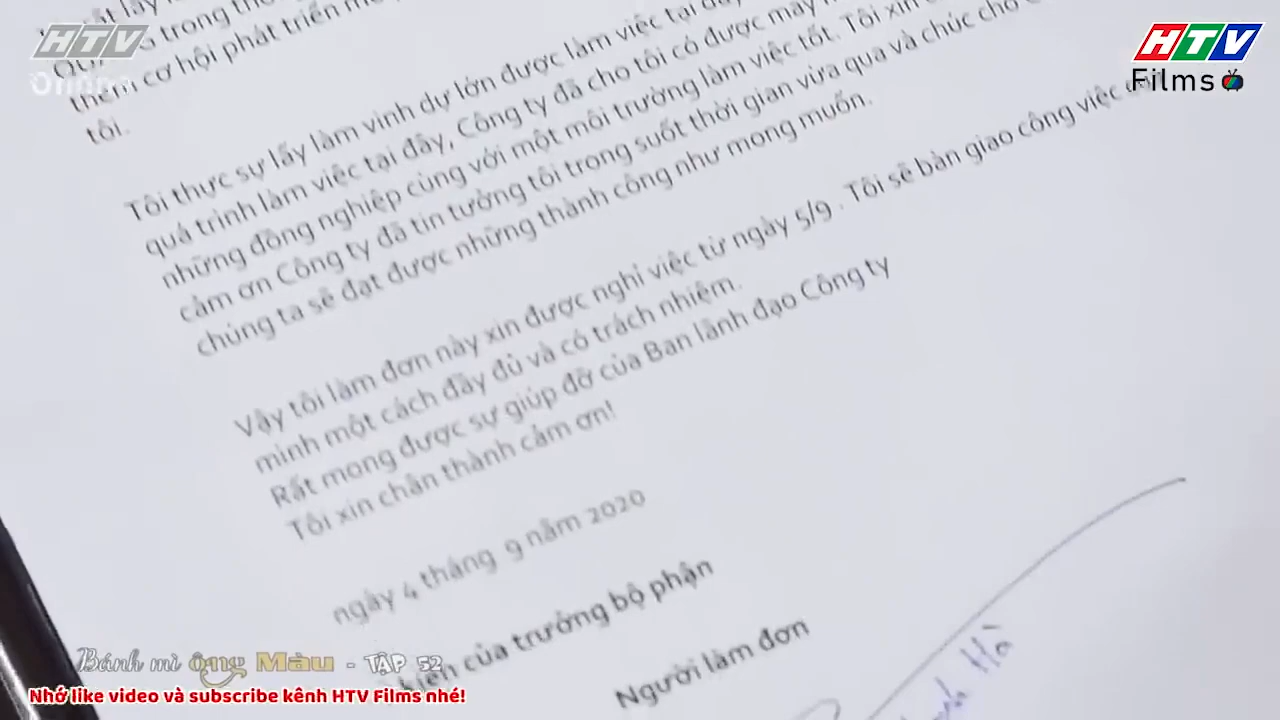 HTV
Online
HTV
Films
trong
thêm cơ hội phát triển
tôi.
Tôi thực sự lấy làm vinh dự lớn được làm việc tại đây
quá trình làm việc tại đây, Công ty đã cho tôi có được may
những đồng nghiệp cùng với một môi trường làm việc tốt. Tôi xin
cảm ơn Công ty đã tin tưởng tôi trong suốt thời gian vừa qua và chúc cho
chúng ta sẽ đạt được những thành công như mong muốn.
Vậy tôi làm đơn này xin được nghỉ việc từ ngày 5/9 . Tôi sẽ bàn giao công việc
mình một cách đầy đủ và có trách nhiệm.
Rất mong được sự giúp đỡ của Ban lãnh đạo Công ty
Tôi xin chân thành cảm ơn!
ngày 4 tháng 9 năm 2020
kiến của trưởng bộ phận
Người làm đơn
Hà
Bánh mì ông Màu - TẬP 52
Nhớ like video và subscribe kênh HTV Films nhé!